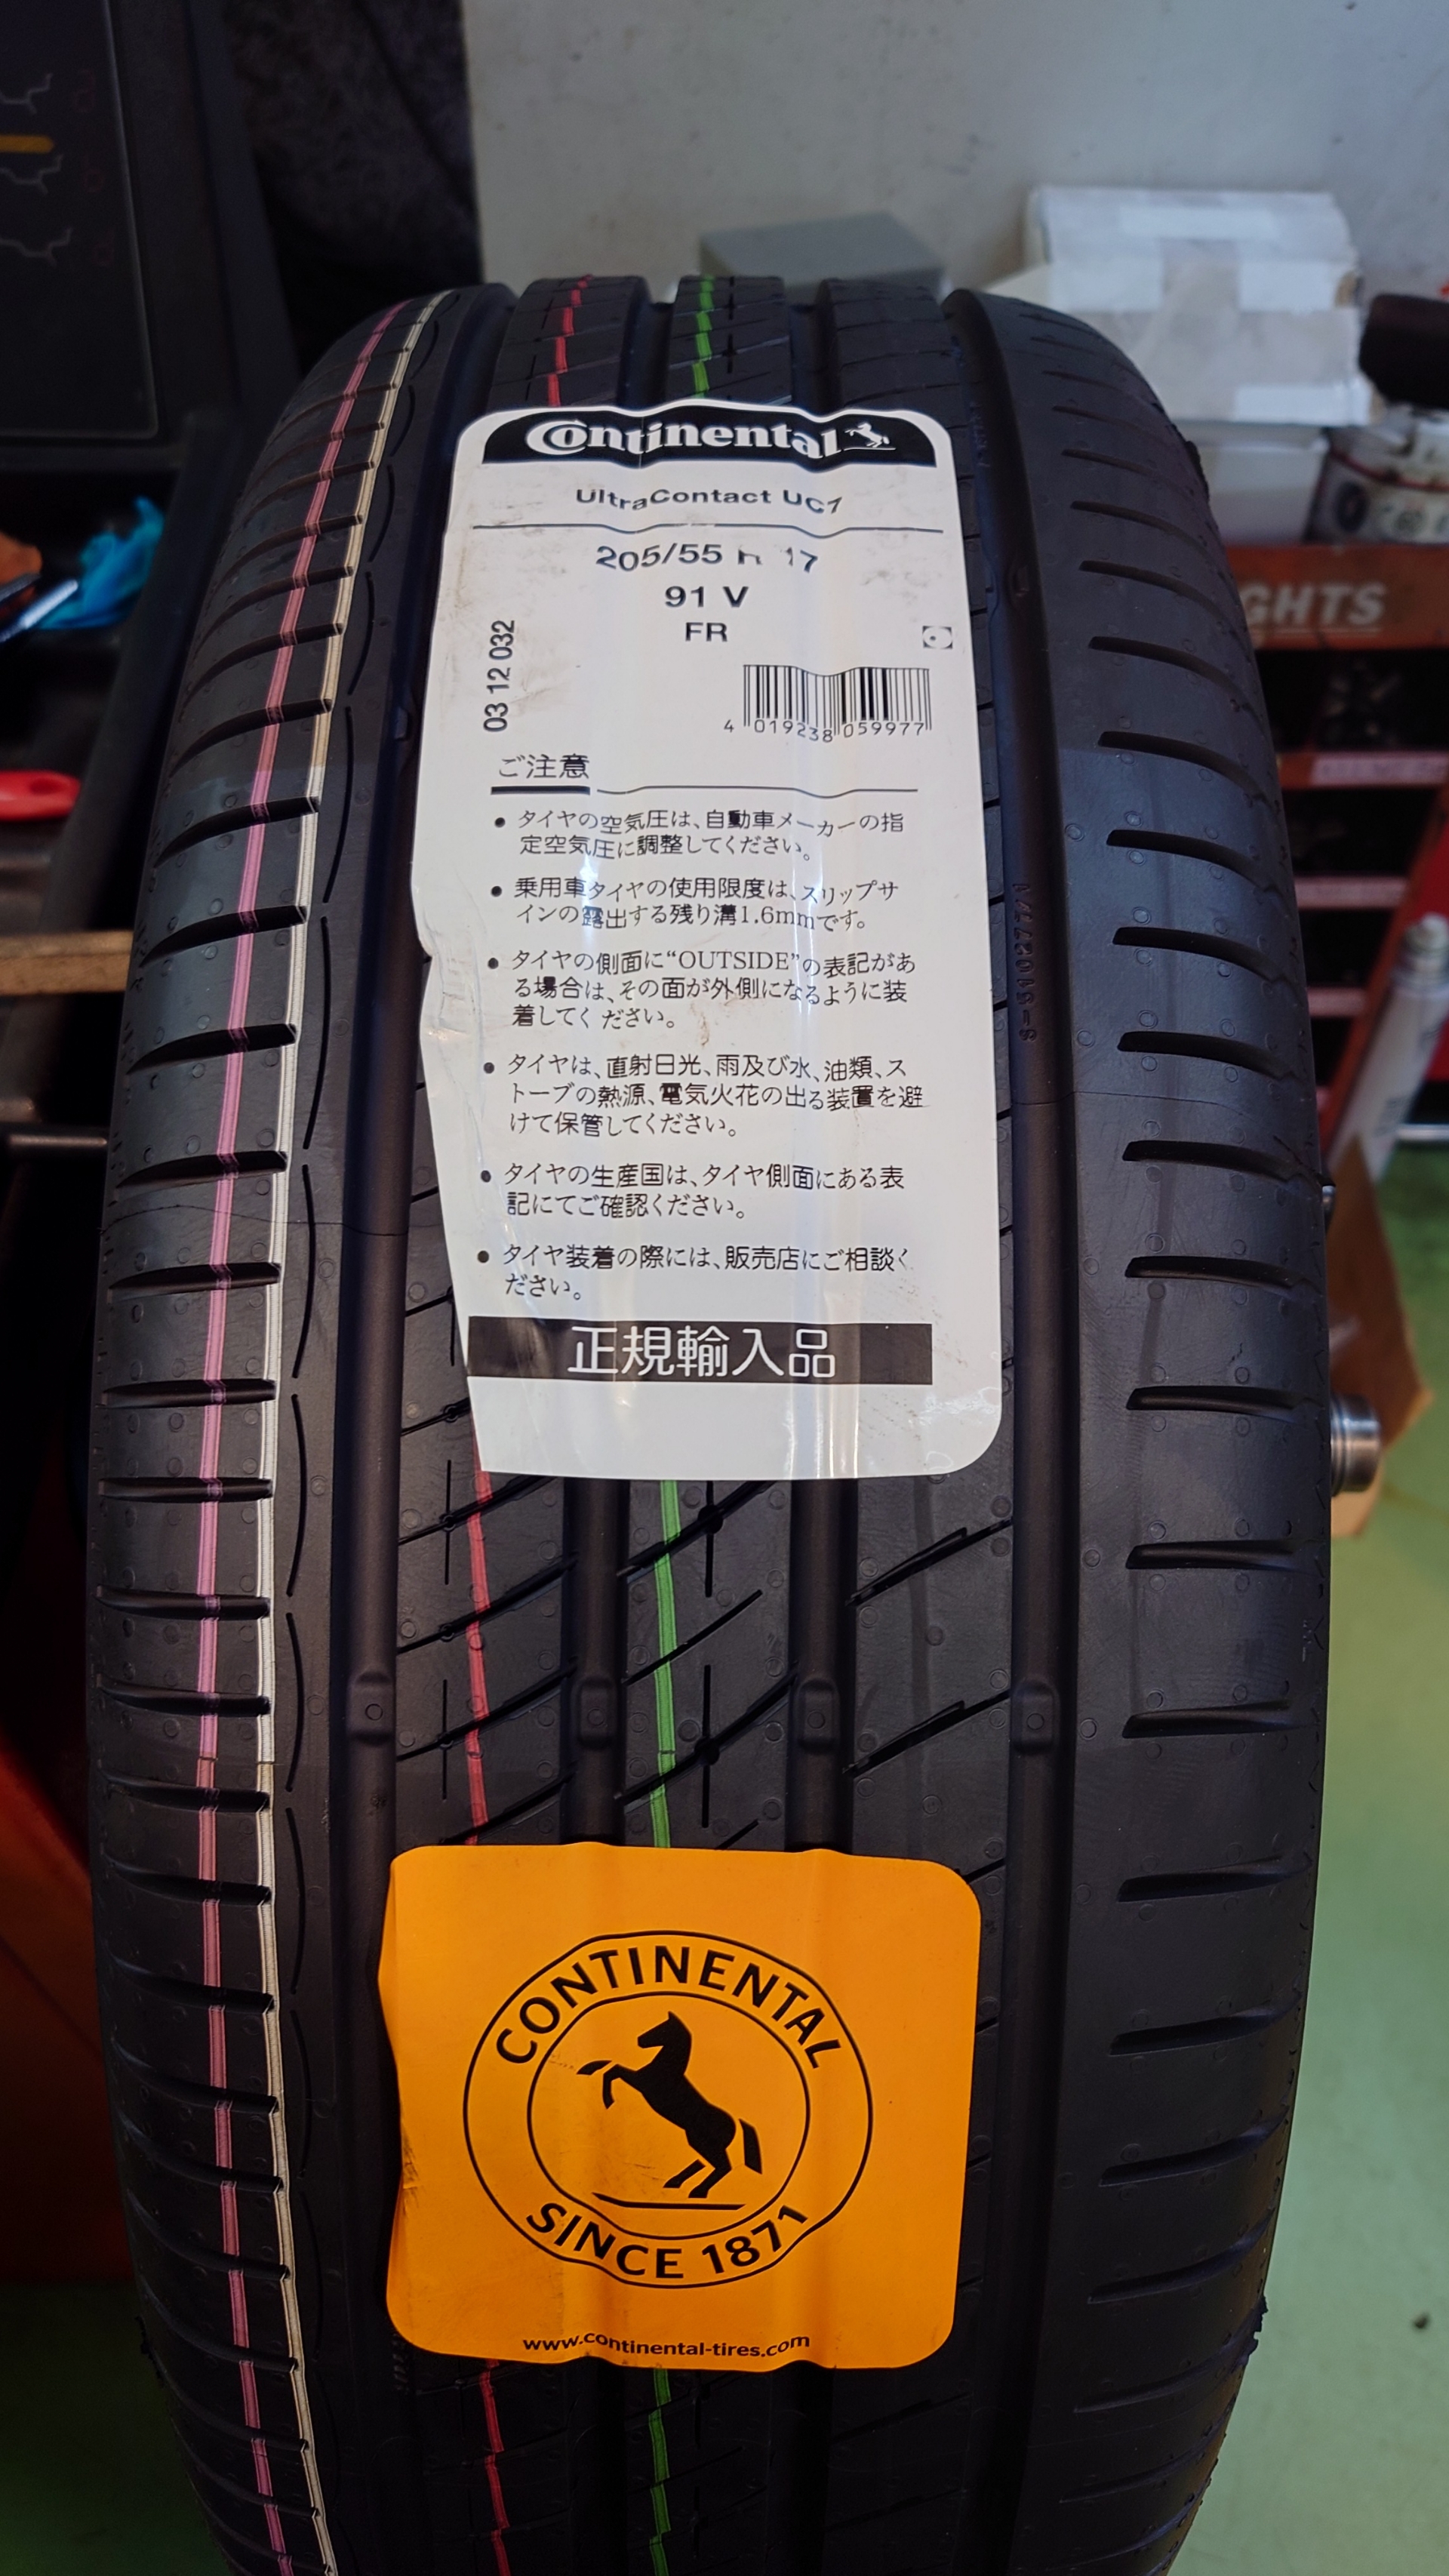 Continental
UltraContact UC7
205/55 R 17
91 V
FR
03 12 032
4 019238 059977
ご注意
● タイヤの空気圧は、自動車メーカーの指
定空気圧に調整してください。
● 乗用車タイヤの使用限度は、スリップサ
インの露出する残り溝1.6mmです。
● タイヤの側面に“OUTSIDE”の表記があ
る場合は、その面が外側になるように装
着してください。
● タイヤは、直射日光、雨及び水、油類、ス
トーブの熱源、電気火花の出る装置を避
けて保管してください。
● タイヤの生産国は、タイヤ側面にある表
記にてご確認ください。
● タイヤ装着の際には、販売店にご相談く
ださい。
正規輸入品
CONTINENTAL
SINCE 1871
www.continental-tires.com
GHTS